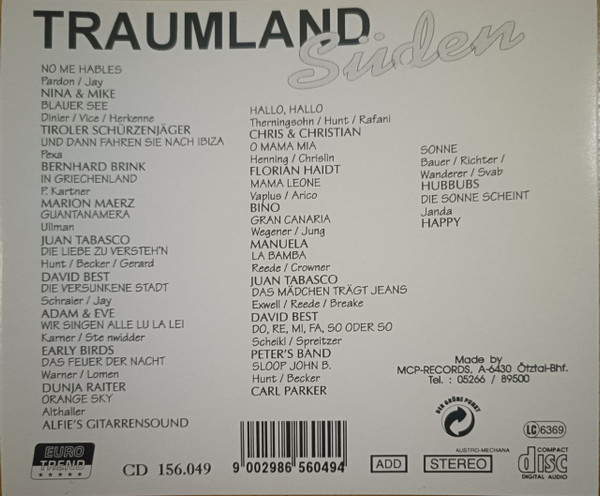 TRAUMLAND
Süden
NO ME HABLES
Pardon / Jay
NINA & MIKE
BLAUER SEE
Dinier / Vice / Herkenne
TIROLER SCHÜRZENJÄGER
UND DANN FAHREN SIE NACH IBIZA
Pexa
BERNHARD BRINK
IN GRIECHENLAND
P. Kartner
MARION MAERZ
GUANTANAMERA
Ullman
JUAN TABASCO
DIE LIEBE ZU VERSTEH'N
Hunt / Becker / Gerard
DAVID BEST
DIE VERSUNKENE STADT
Schraier / Jay
ADAM & EVE
WIR SINGEN ALLE LU LA LEI
Karner / Ste nwidder
EARLY BIRDS
DAS FEUER DER NACHT
Warner / Lomen
DUNJA RAITER
ORANGE SKY
Althaller
ALFIE'S GITARRENSOUND
HALLO, HALLO
Therningsohn / Hunt / Rafani
CHRIS & CHRISTIAN
O MAMA MIA
Henning / Chrislin
FLORIAN HAIDT
MAMA LEONE
Vaplus / Arico
BINO
GRAN CANARIA
Wegener / Jung
MANUELA
LA BAMBA
Reede / Crowner
JUAN TABASCO
DAS MÄDCHEN TRÄGT JEANS
Exwell / Reede / Breake
DAVID BEST
DO, RE, MI, FA, SO ODER SO
Scheikl / Spreitzer
PETER'S BAND
SLOOP JOHN B.
Hunt / Becker
CARL PARKER
SONNE
Bauer / Richter /
Wanderer / Svab
HUBBUBS
DIE SONNE SCHEINT
Janda
HAPPY
Made by
MCP-RECORDS, A-6430 Ötztal-Bhf.
Tel. : 05266 / 89500
DER GRÜNE PUNKT
EURO
TREND
CD 156.049
9 002986 560494
ADD
AUSTRO-MECHANA
STEREO
LC 6369
COMPACT
disc
DIGITAL AUDIO